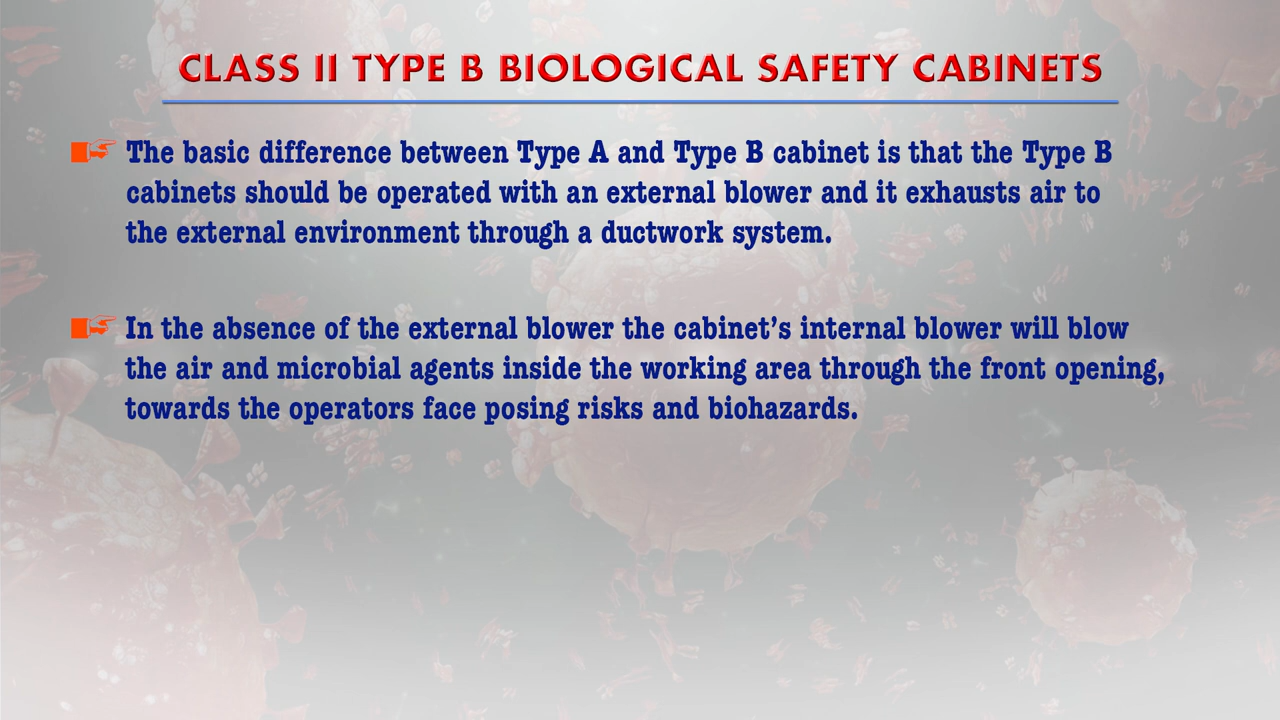 CLASS II TYPE B BIOLOGICAL SAFETY CABINETS
The basic difference between Type A and Type B cabinet is that the Type B
cabinets should be operated with an external blower and it exhausts air to
the external environment through a ductwork system.
In the absence of the external blower the cabinet's internal blower will blow
the air and microbial agents inside the working area through the front opening,
towards the operators face posing risks and biohazards.